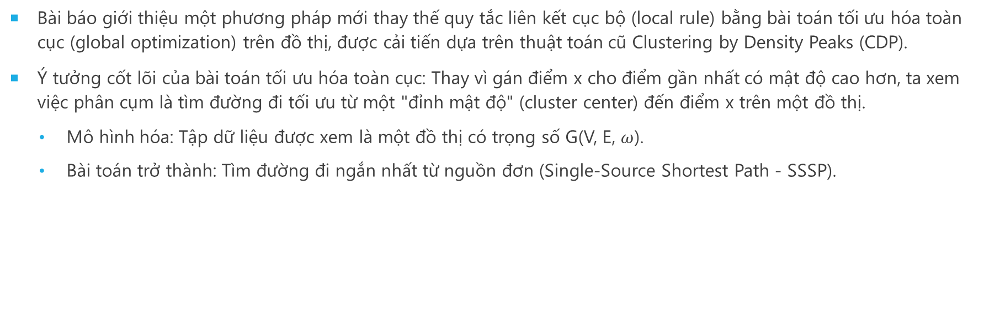 ▪ Bài báo giới thiệu một phương pháp mới thay thế quy tắc liên kết cục bộ (local rule) bằng bài toán tối ưu hóa toàn
cục (global optimization) trên đồ thị, được cải tiến dựa trên thuật toán cũ Clustering by Density Peaks (CDP).
▪ Ý tưởng cốt lõi của bài toán tối ưu hóa toàn cục: Thay vì gán điểm x cho điểm gần nhất có mật độ cao hơn, ta xem
việc phân cụm là tìm đường đi tối ưu từ một "đỉnh mật độ" (cluster center) đến điểm x trên một đồ thị.
• Mô hình hóa: Tập dữ liệu được xem là một đồ thị có trọng số G(V, E, 𝜔).
• Bài toán trở thành: Tìm đường đi ngắn nhất từ nguồn đơn (Single-Source Shortest Path - SSSP).